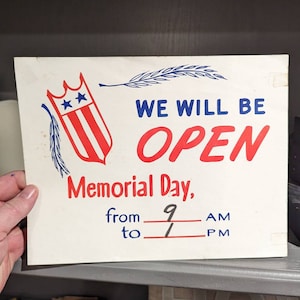 WE WILL BE
OPEN
Memorial Day,
from 9 AM
to 1 PM